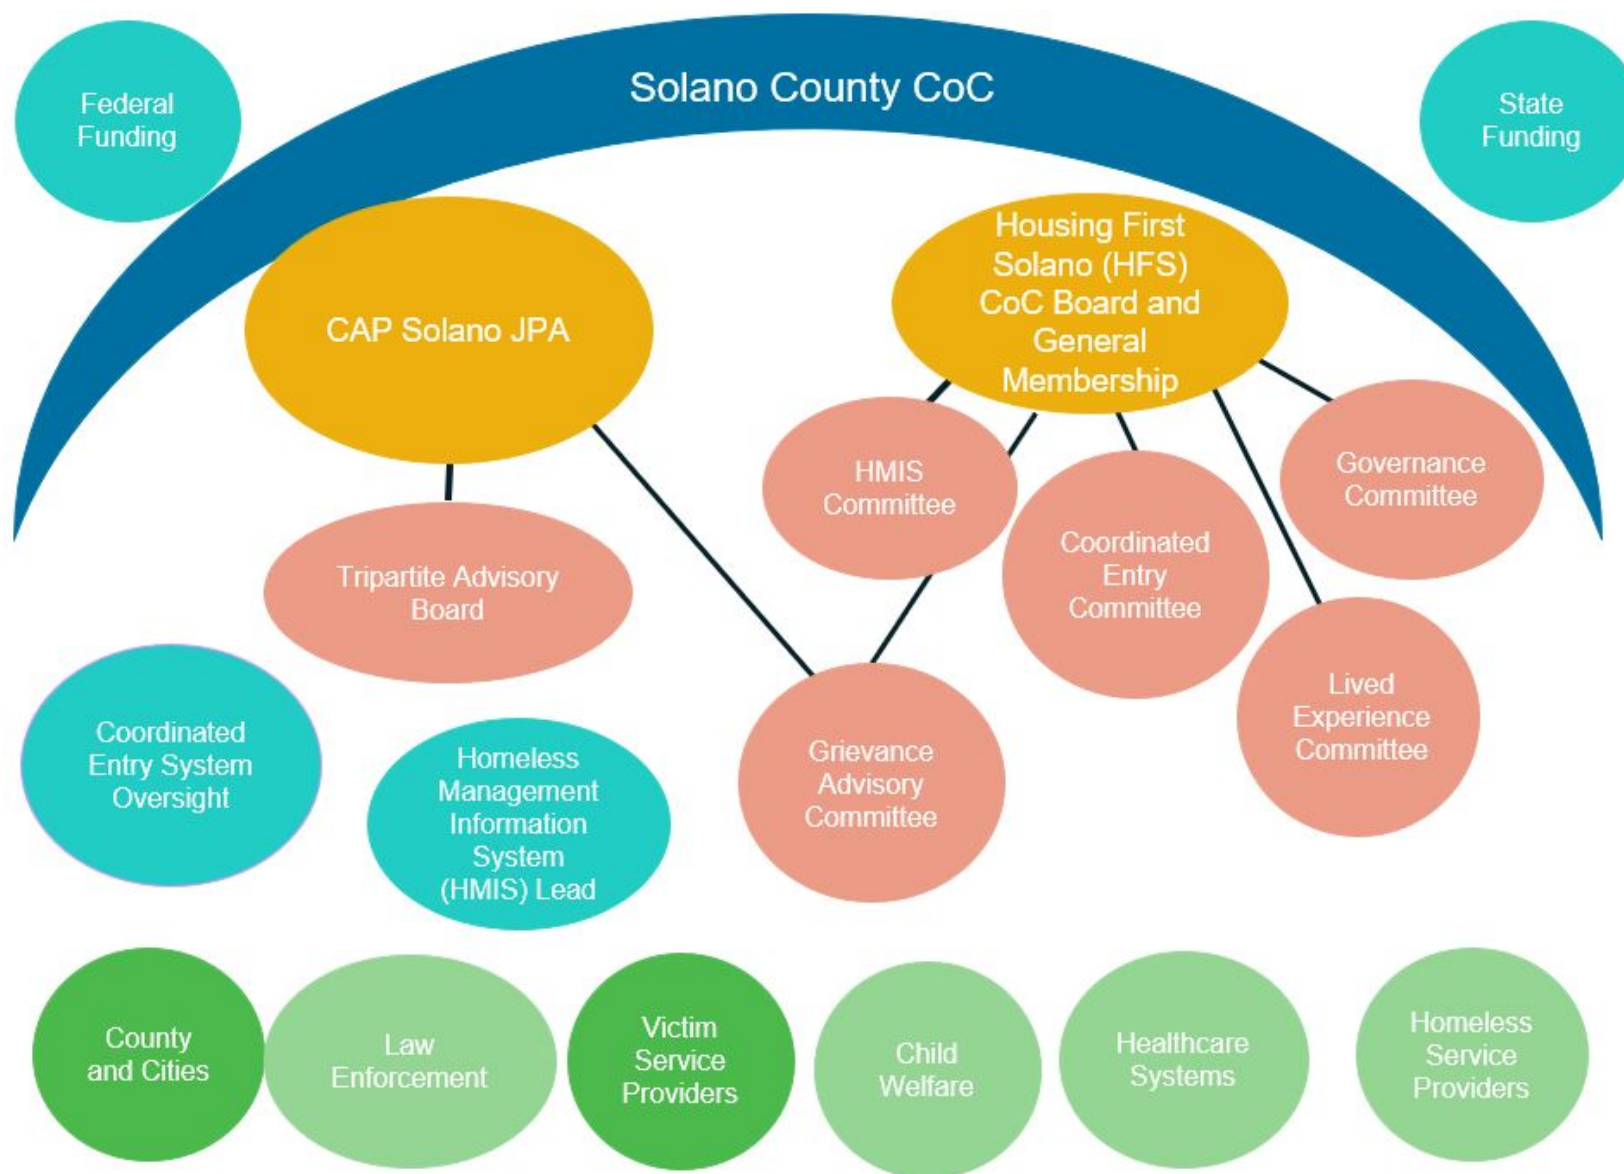 Solano County CoC
Federal
Funding
State
Funding
CAP Solano JPA
Housing First
Solano (HFS)
CoC Board and
General
Membership
HMIS
Committee
Governance
Committee
Coordinated
Entry
Committee
Tripartite Advisory
Board
Lived
Experience
Committee
Coordinated
Entry System
Oversight
Homeless
Management
Information
System
(HMIS) Lead
Grievance
Advisory
Committee
County
and Cities
Law
Enforcement
Victim
Service
Providers
Child
Welfare
Healthcare
Systems
Homeless
Service
Providers